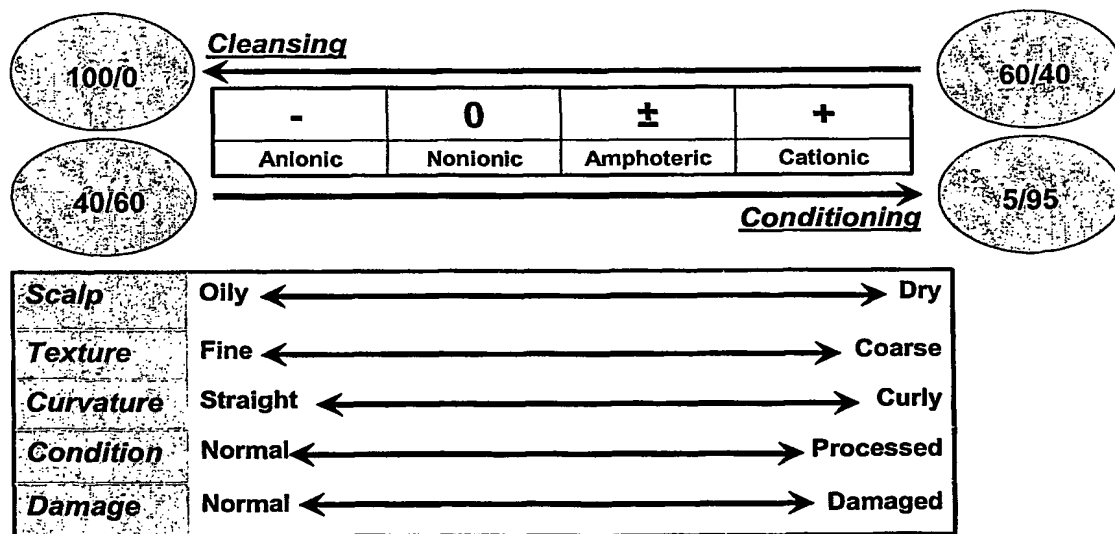 Cleansing
100/0
60/40
- 0 ± +
Anionic Nonionic Amphoteric Cationic
40/60
5/95
Conditioning
Scalp Oily Dry
Texture Fine Coarse
Curvature Straight Curly
Condition Normal Processed
Damage Normal Damaged